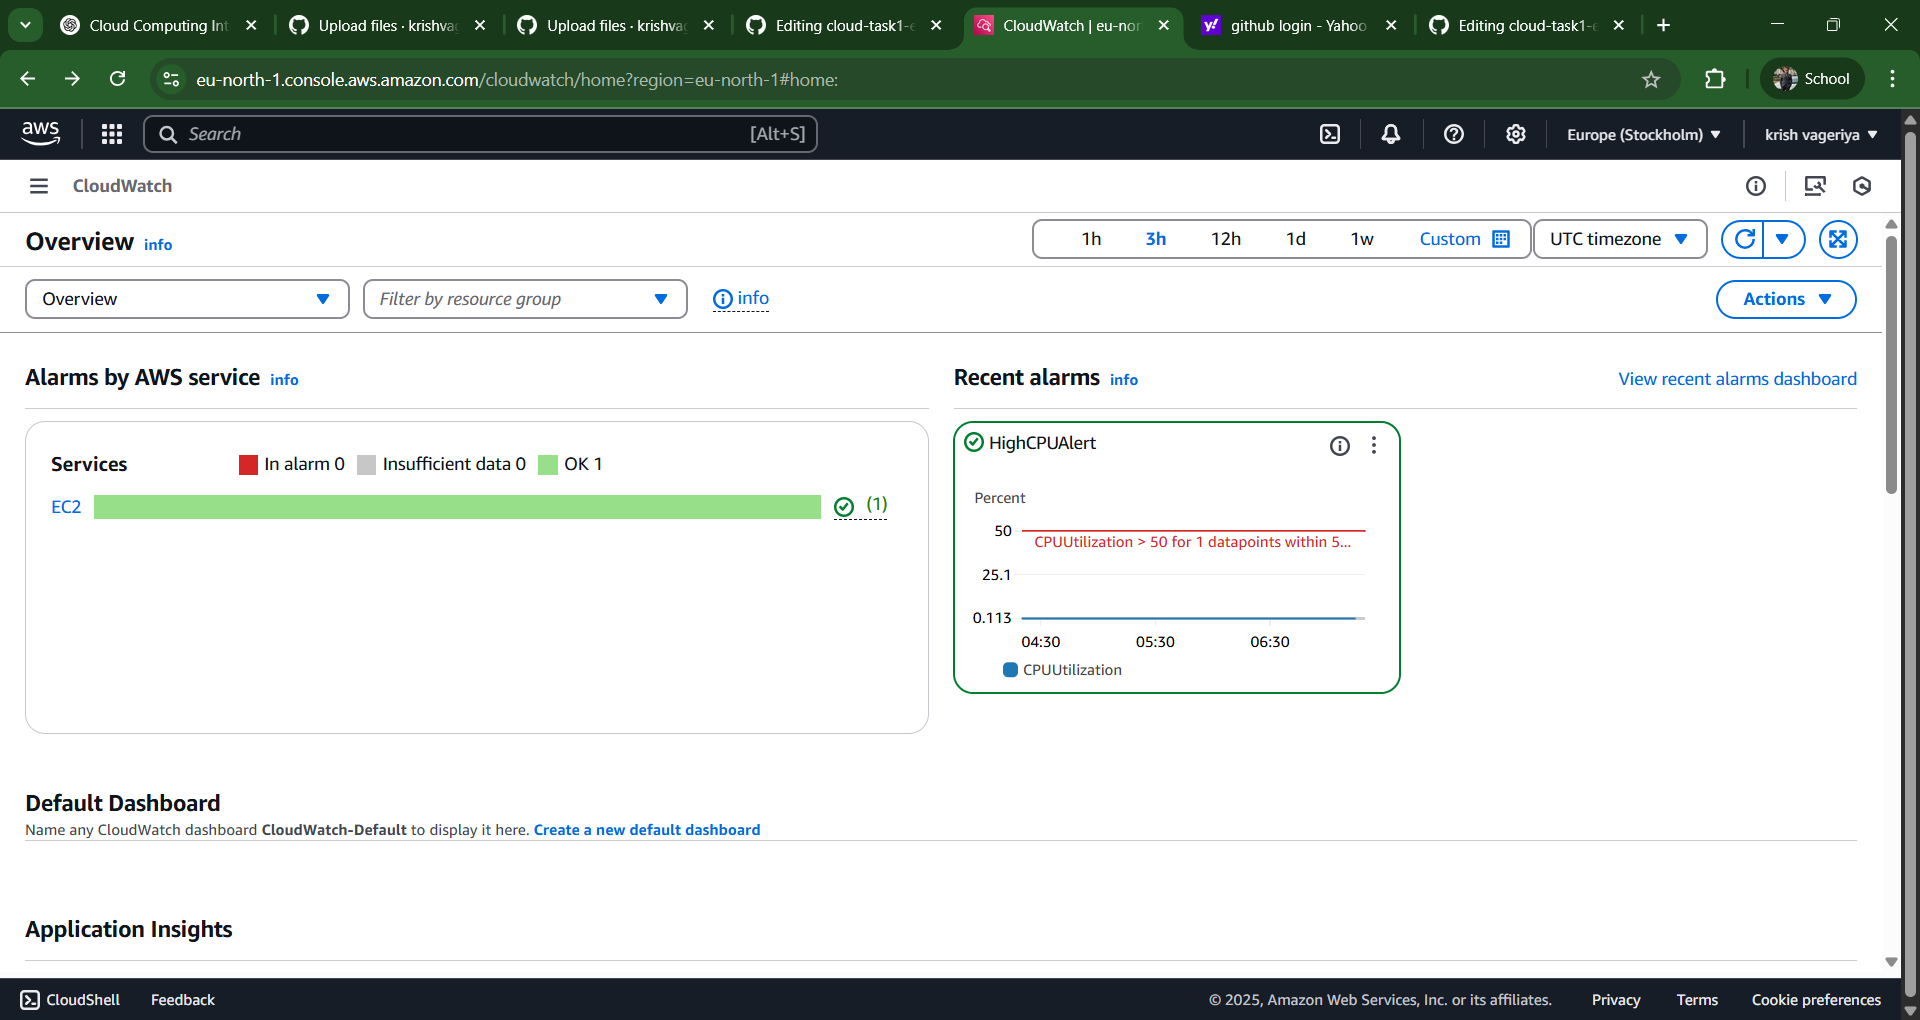 Cloud Computing Int
Upload files · krishvag
Upload files · krishvag
Editing cloud-task1-e
CloudWatch | eu-nor
github login - Yahoo
Editing cloud-task1-e
eu-north-1.console.aws.amazon.com/cloudwatch/home?region=eu-north-1#home:
School
aws
Search
[Alt+S]
Europe (Stockholm)
krish vageriya
CloudWatch
Overview info
1h 3h 12h 1d 1w Custom
UTC timezone
Overview
Filter by resource group
info
Actions
Alarms by AWS service info
Services
In alarm 0 Insufficient data 0 OK 1
EC2 (1)
Recent alarms info
View recent alarms dashboard
HighCPUAlert
Percent
50
CPUUtilization > 50 for 1 datapoints within 5...
25.1
0.113
04:30 05:30 06:30
CPUUtilization
Default Dashboard
Name any CloudWatch dashboard CloudWatch-Default to display it here. Create a new default dashboard
Application Insights
CloudShell Feedback
© 2025, Amazon Web Services, Inc. or its affiliates. Privacy Terms Cookie preferences